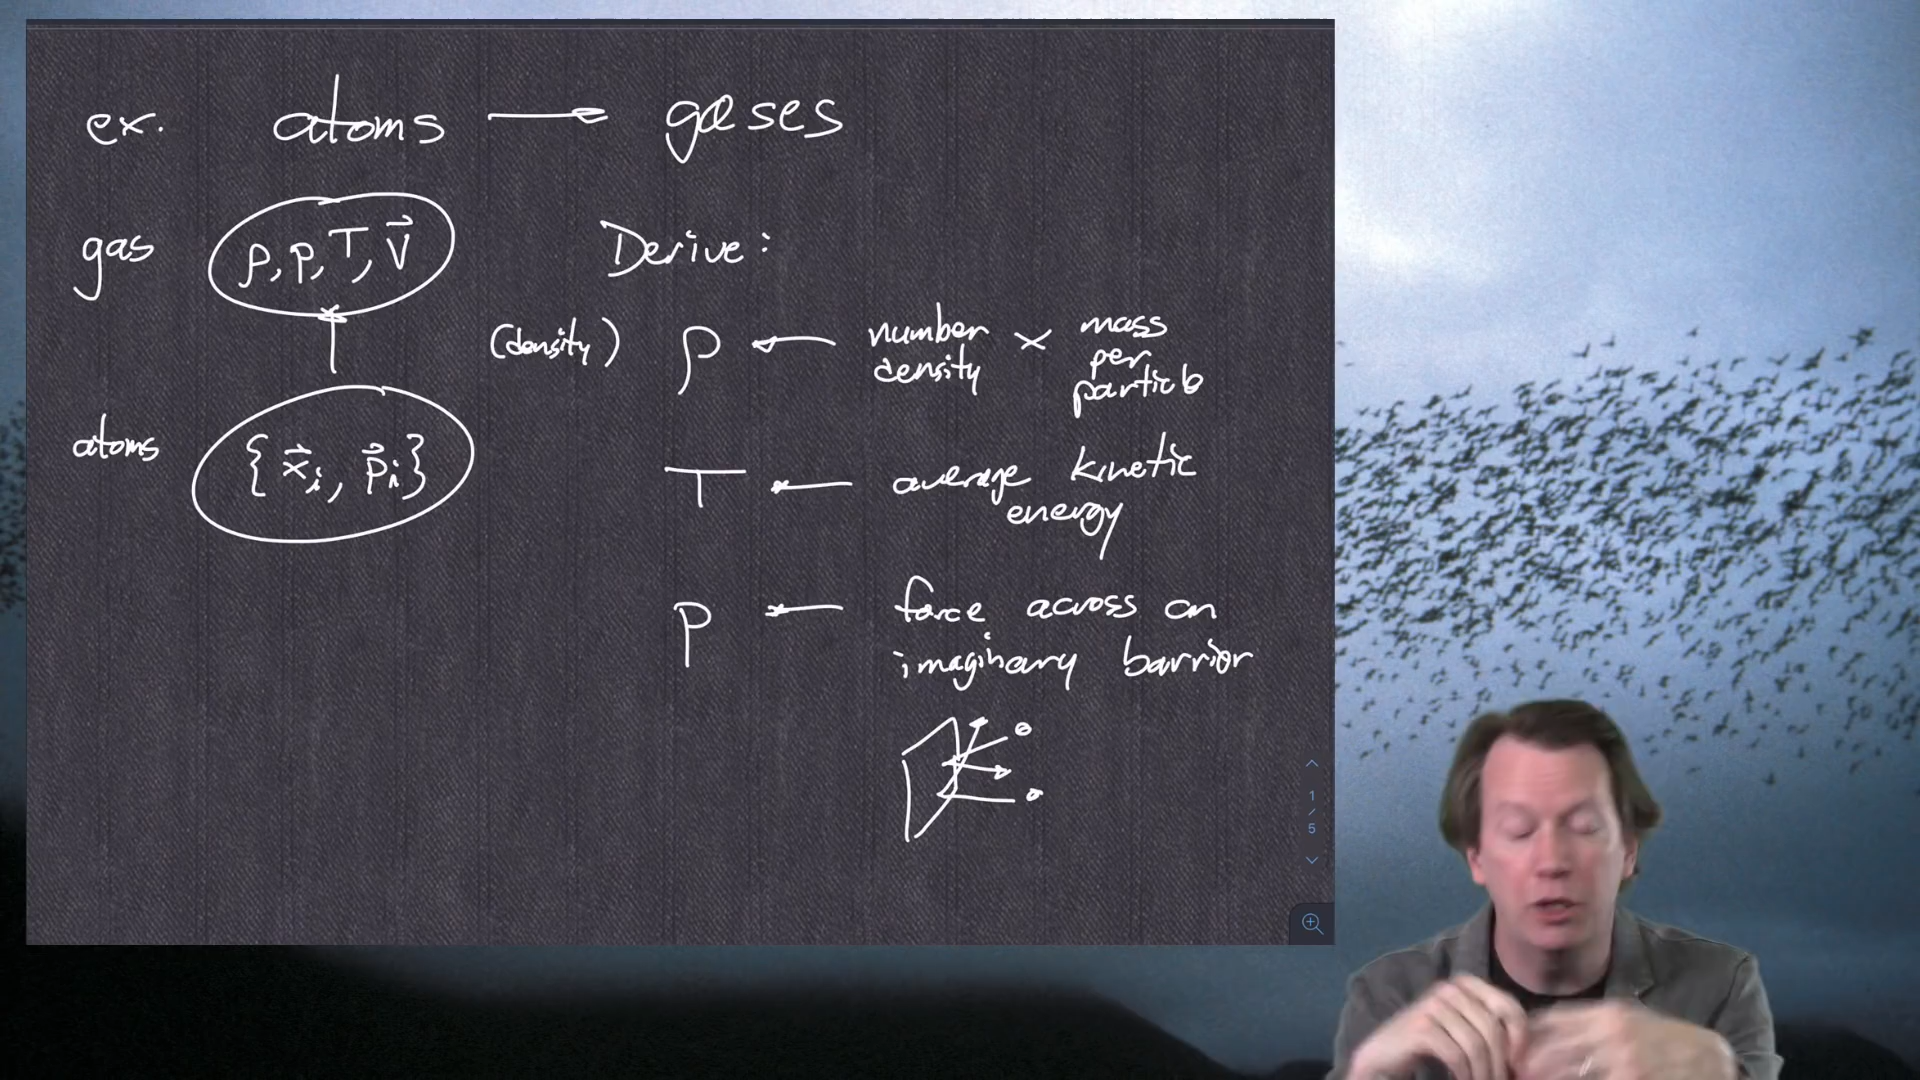 ex. atoms → gases
gas ρ, p, T, v⃗
Derive:
(density) ρ ← number density × mass per particle
atoms { x⃗ᵢ, p⃗ᵢ }
T ← average kinetic energy
p ← force across an
imaginary barrier
1
/
5